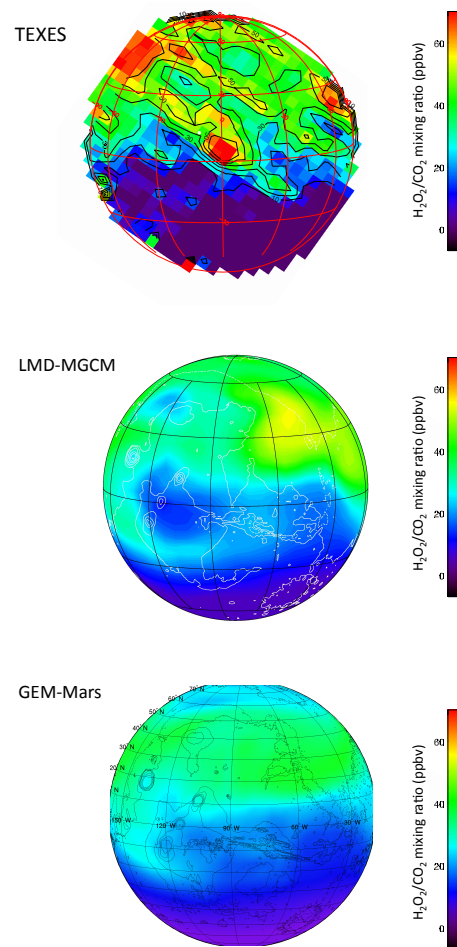 TEXES
60
40
20
0
H₂O₂/CO₂ mixing ratio (ppbv)
LMD-MGCM
60
40
20
0
H₂O₂/CO₂ mixing ratio (ppbv)
GEM-Mars
70° N
60° N
50° N
40° N
30° N
20° N
N
150° W
120° W
90° W
60° W
30° W
60
40
20
0
H₂O₂/CO₂ mixing ratio (ppbv)